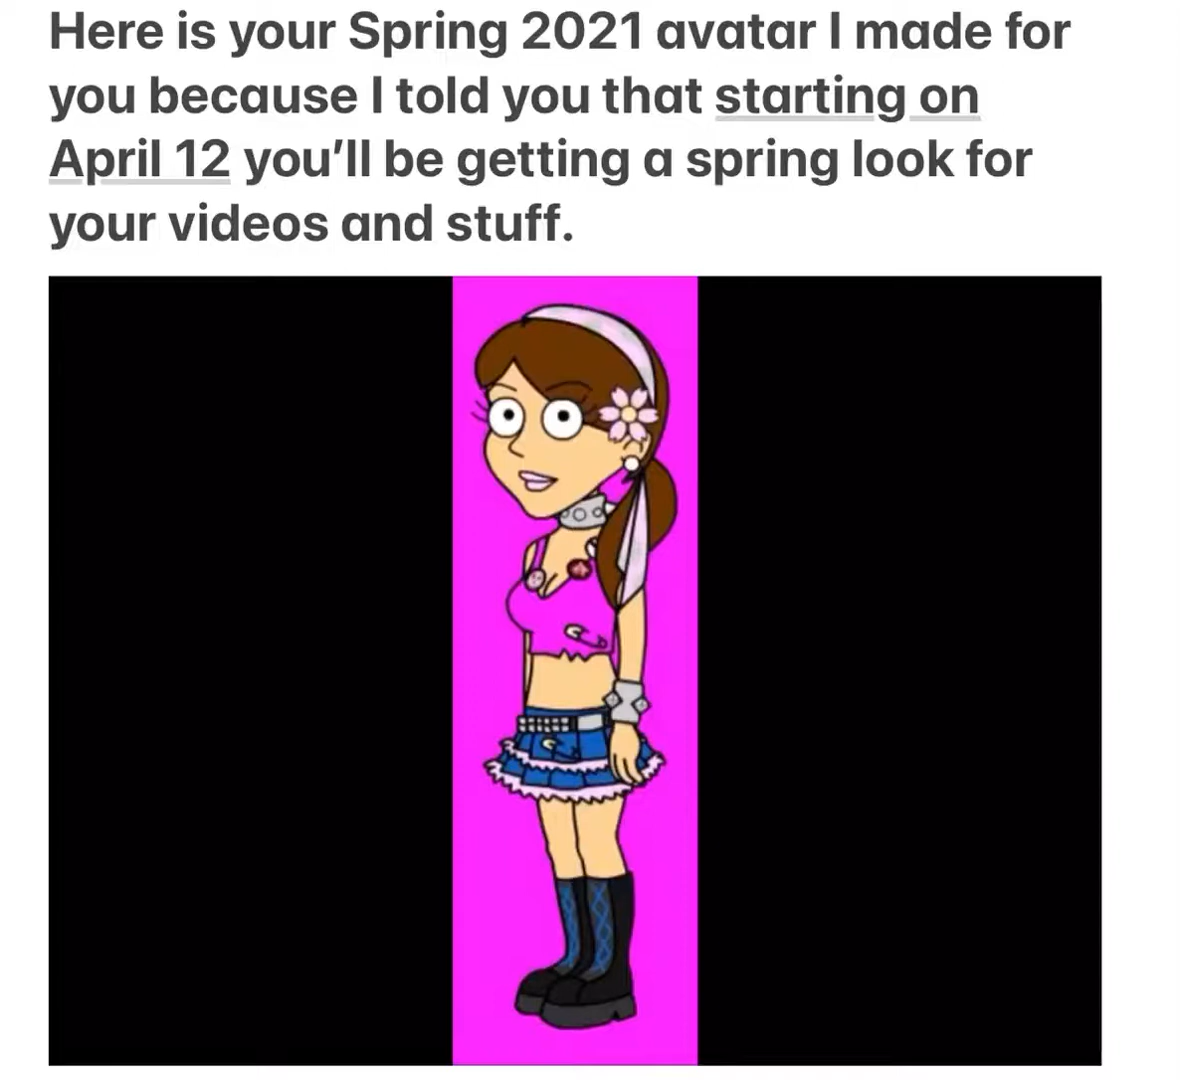 Here is your Spring 2021 avatar I made for
you because I told you that starting on
April 12 you’ll be getting a spring look for
your videos and stuff.